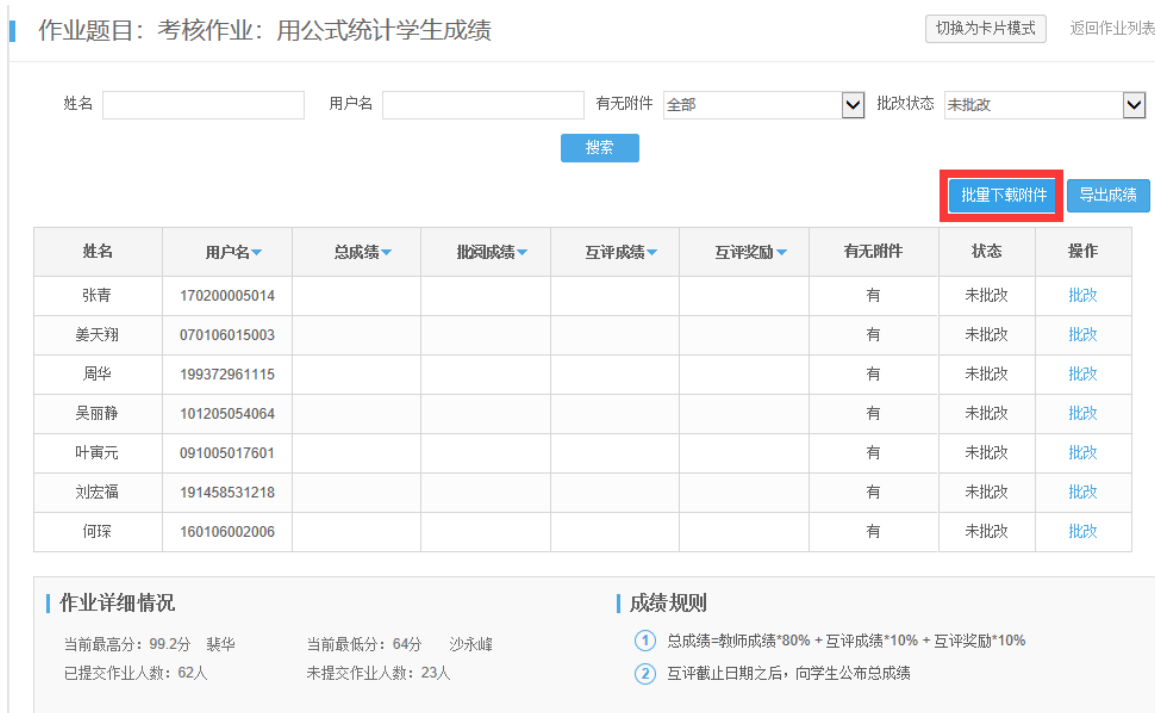 作业题目：考核作业：用公式统计学生成绩 切换为卡片模式 返回作业列表
姓名 用户名 有无附件 全部 批改状态 未批改
搜索
批量下载附件 导出成绩
姓名 用户名 总成绩 批阅成绩 互评成绩 互评奖励 有无附件 状态 操作
张青 170200005014 有 未批改 批改
姜天翔 070106015003 有 未批改 批改
周华 199372961115 有 未批改 批改
吴丽静 101205054064 有 未批改 批改
叶寅元 091005017601 有 未批改 批改
刘宏福 191458531218 有 未批改 批改
何琛 160106002006 有 未批改 批改
作业详细情况 成绩规则
当前最高分：99.2分 裴华 当前最低分：64分 沙永峰 1 总成绩=教师成绩*80% + 互评成绩*10% + 互评奖励*10%
已提交作业人数：62人 未提交作业人数：23人 2 互评截止日期之后，向学生公布总成绩